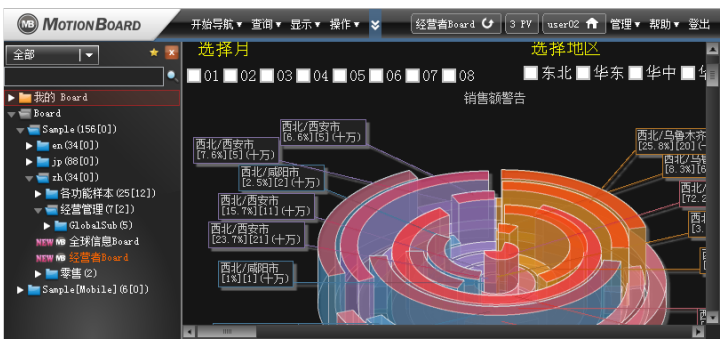 MB MOTIONBOARD 开始导航▼ 查询▼ 显示▼ 操作▼ 经营者Board 3 PV user02 管理▼ 帮助▼ 登出
全部
我的 Board
Board
Sample(156[0])
en(34[0])
jp(88[0])
zh(34[0])
各功能样本(25[12])
经营管理(7[2])
GlobalSub(5)
NEW MB 全球信息Board
NEW MB 经营者Board
零售(2)
Sample[Mobile](6[0])
选择月 选择地区
01 02 03 04 05 06 07 08 东北 华东 华中
销售额警告
西北/西安市
[6.6%][5](十万)
西北/西安市
[7.6%][5](十万)
西北/咸阳市
[2.5%][2](十万)
西北/西安市
[15.7%][11](十万)
西北/西安市
[23.7%][21](十万)
西北/咸阳市
[1%][1](十万)
西北/乌鲁木齐
[25.8%][20](
西北/乌鲁
[8.3%][6
西北/
[72.2
[3.